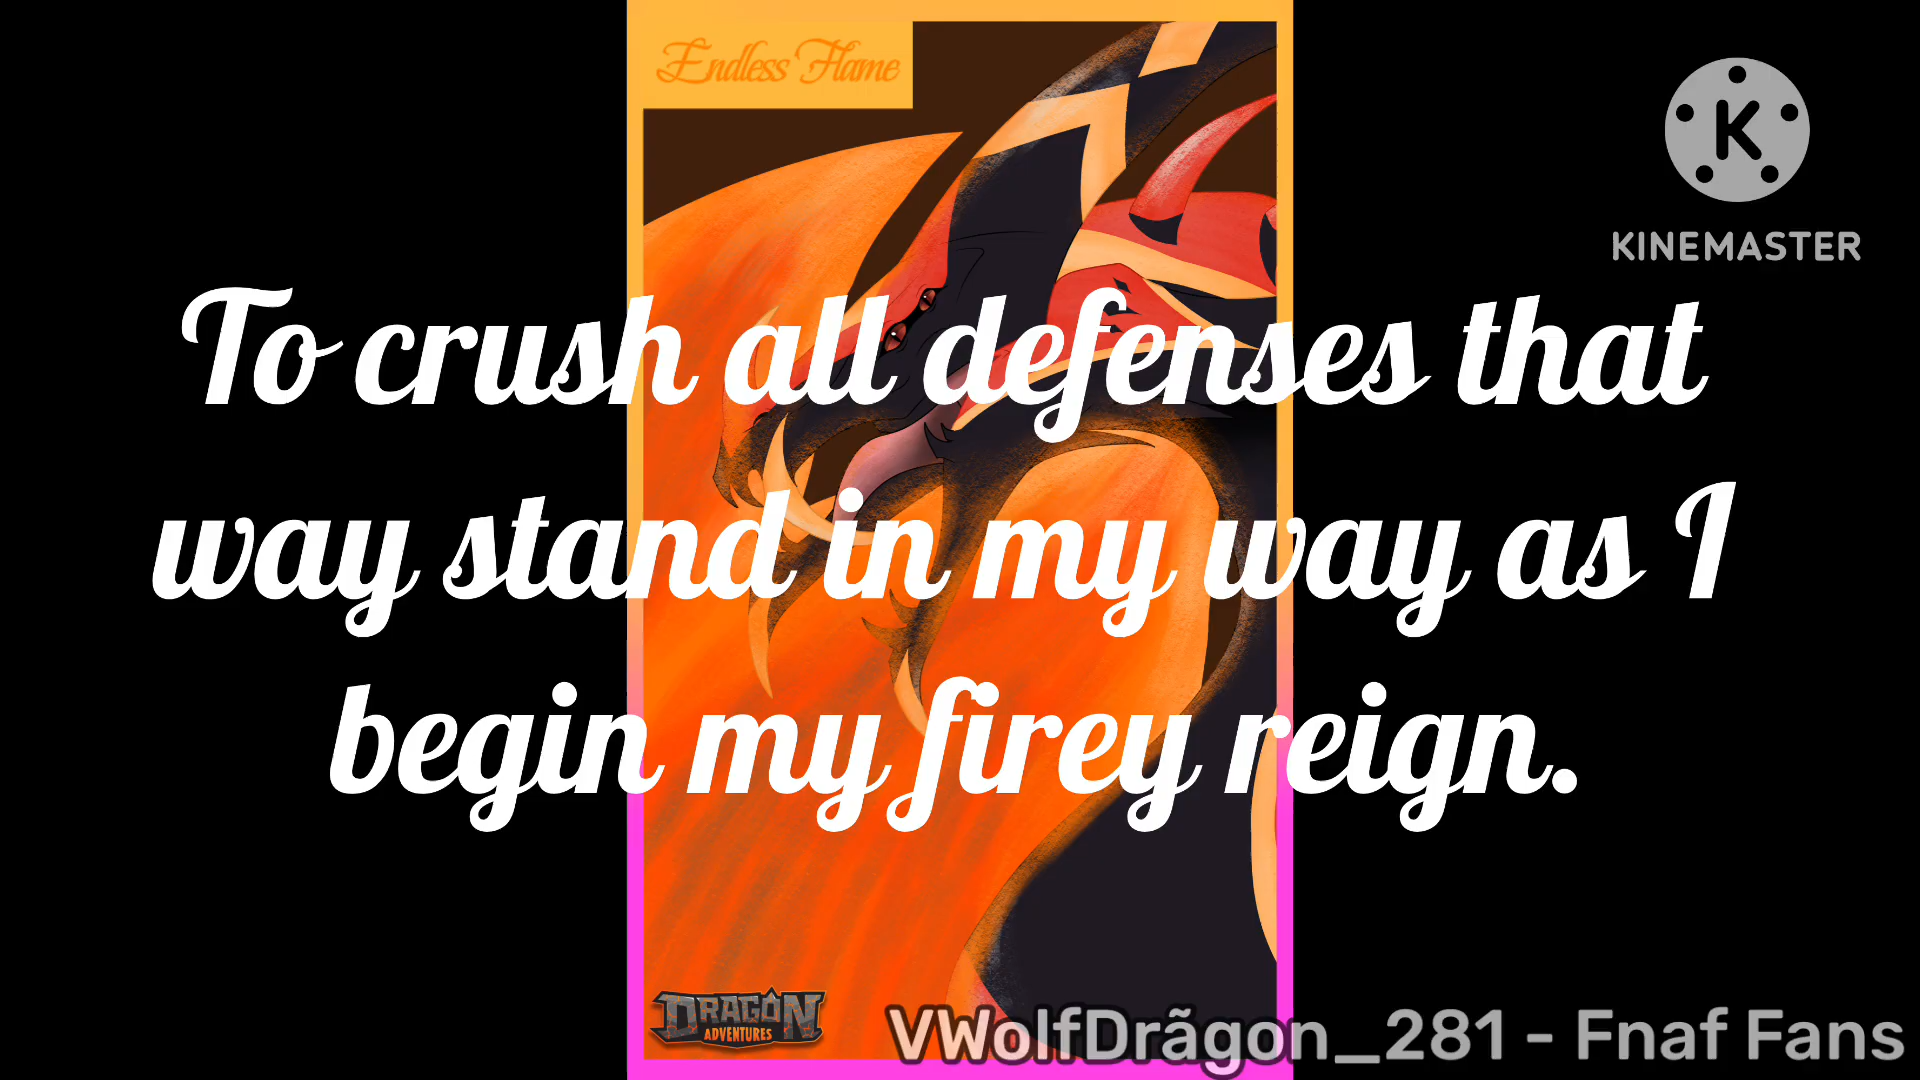 Endless Flame
K
KINEMASTER
To crush all defenses that
way stand in my way as I
begin my firey reign.
DRAGON
ADVENTURES
VWolfDrãgon_281 - Fnaf Fans